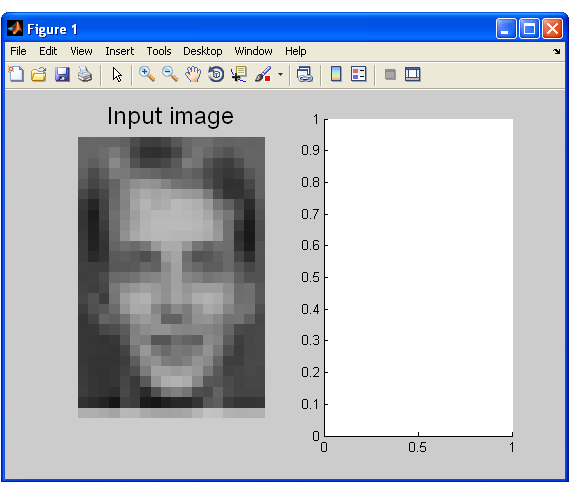 Figure 1
File Edit View Insert Tools Desktop Window Help
Input image
1
0.9
0.8
0.7
0.6
0.5
0.4
0.3
0.2
0.1
0
0 0.5 1